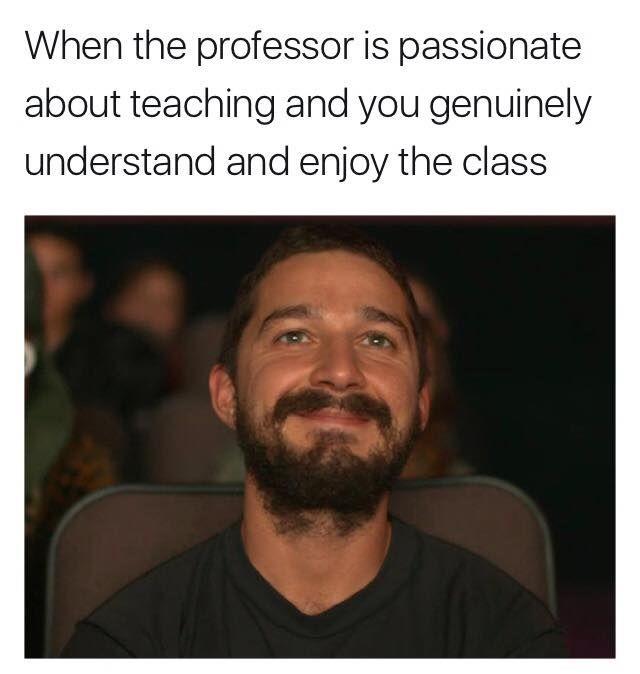 When the professor is passionate
about teaching and you genuinely
understand and enjoy the class